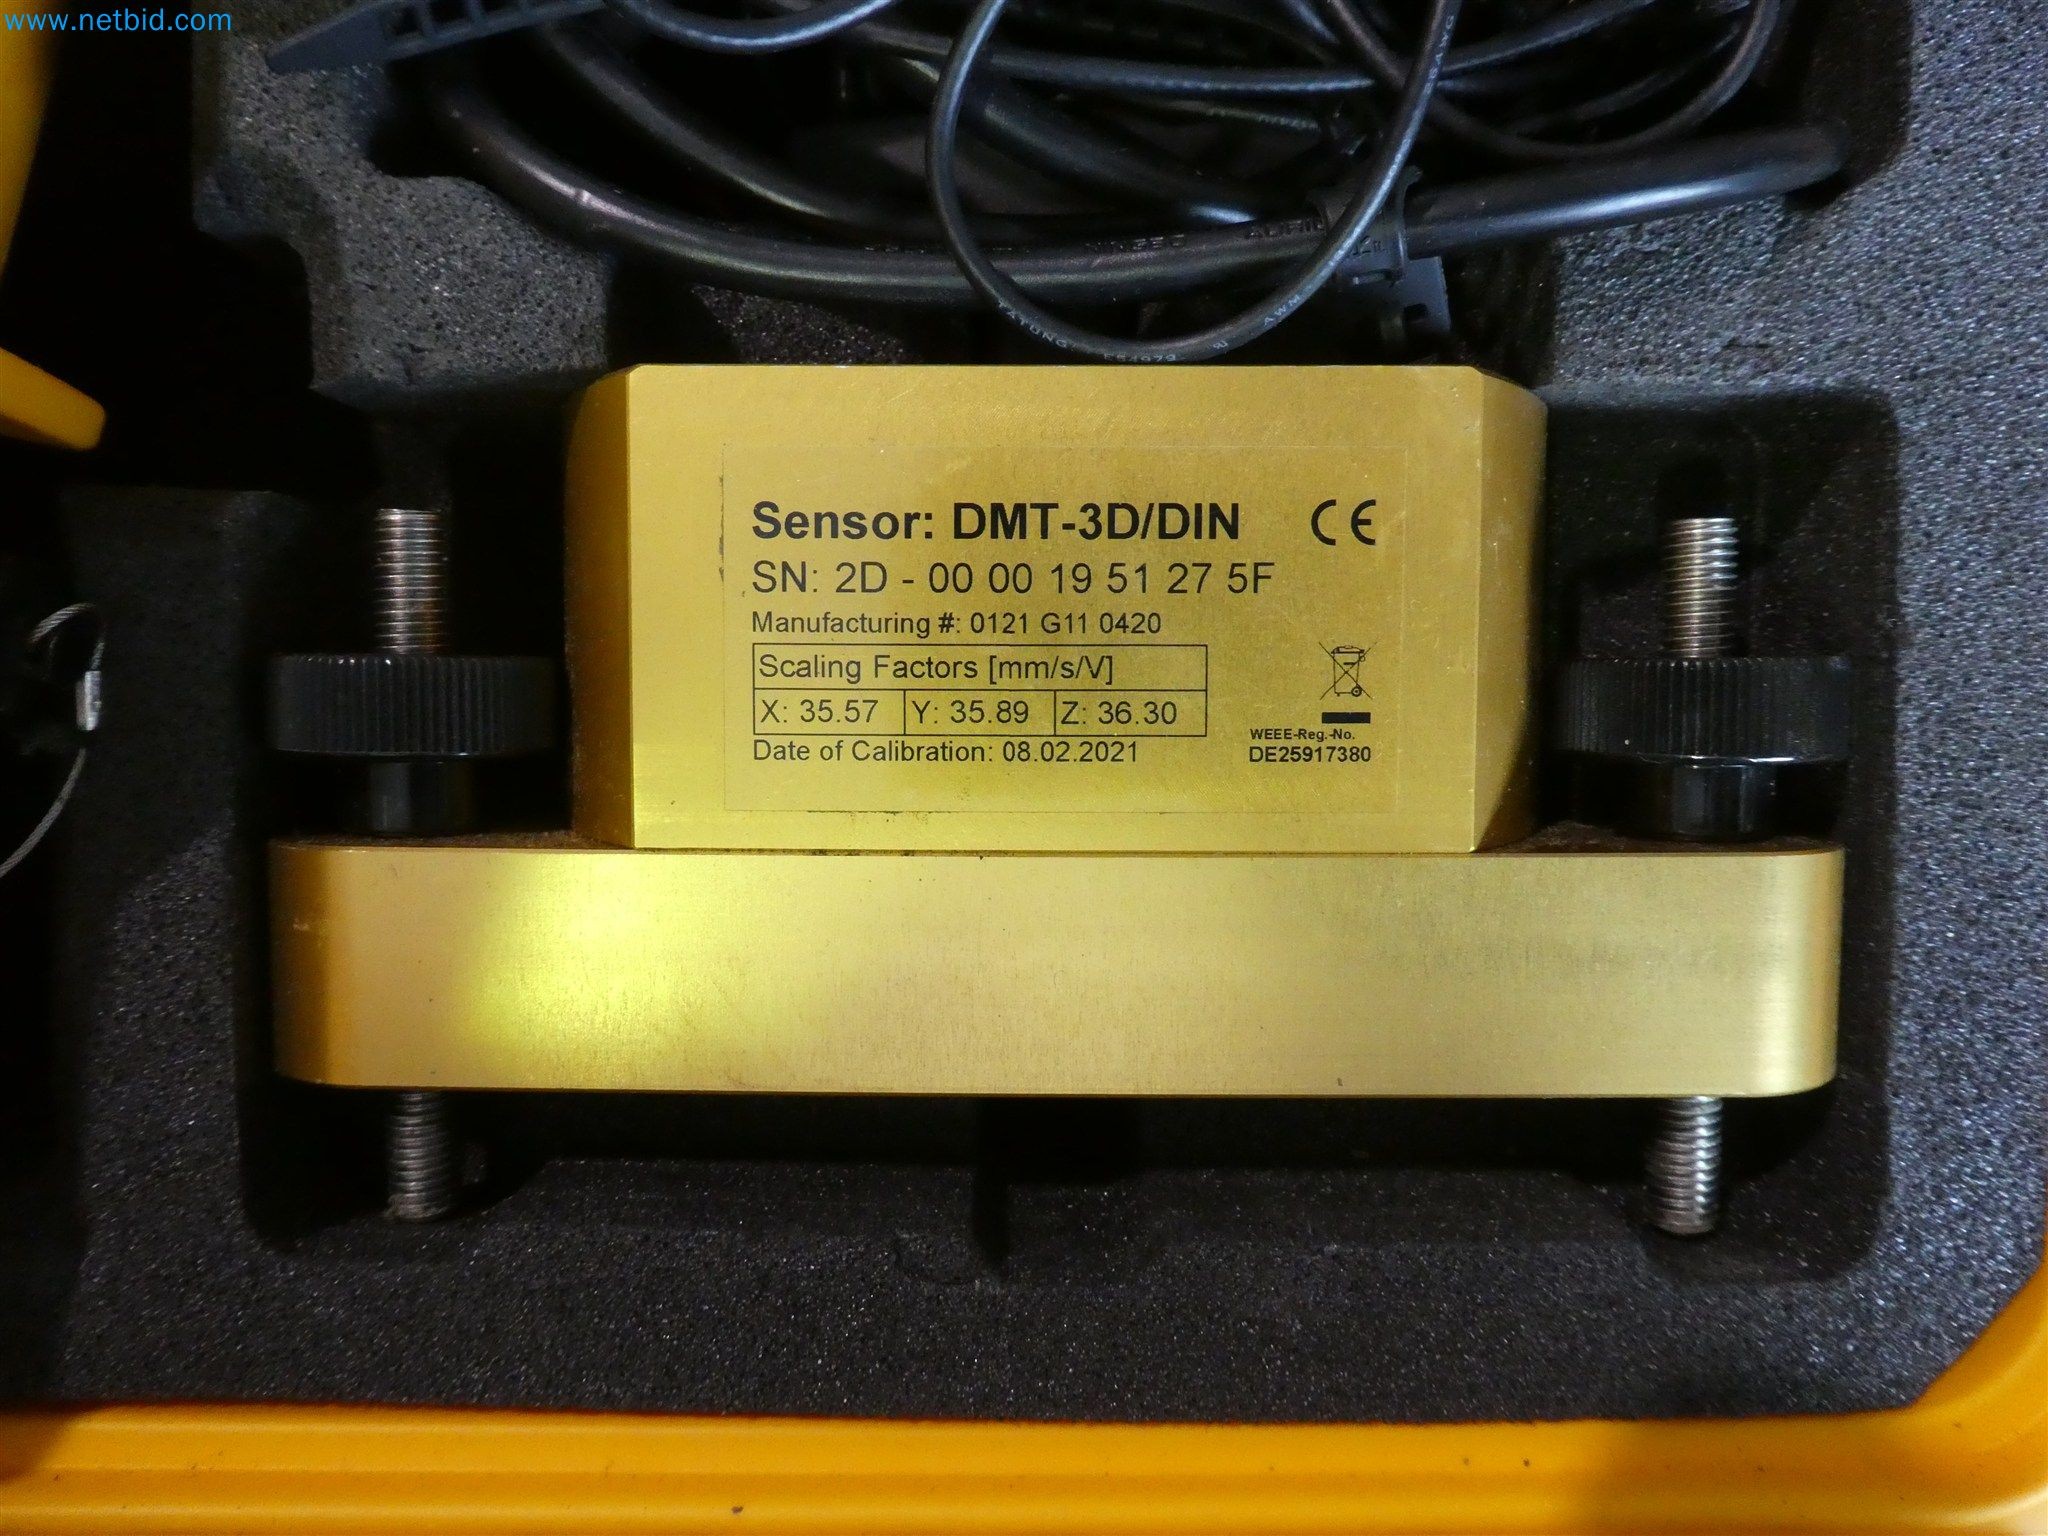 www.netbid.com
Sensor: DMT-3D/DIN CE
SN: 2D - 00 00 19 51 27 5F
Manufacturing #: 0121 G11 0420
Scaling Factors [mm/s/V]
X: 35.57 Y: 35.89 Z: 36.30
Date of Calibration: 08.02.2021
WEEE-Reg.-No.
DE25917380